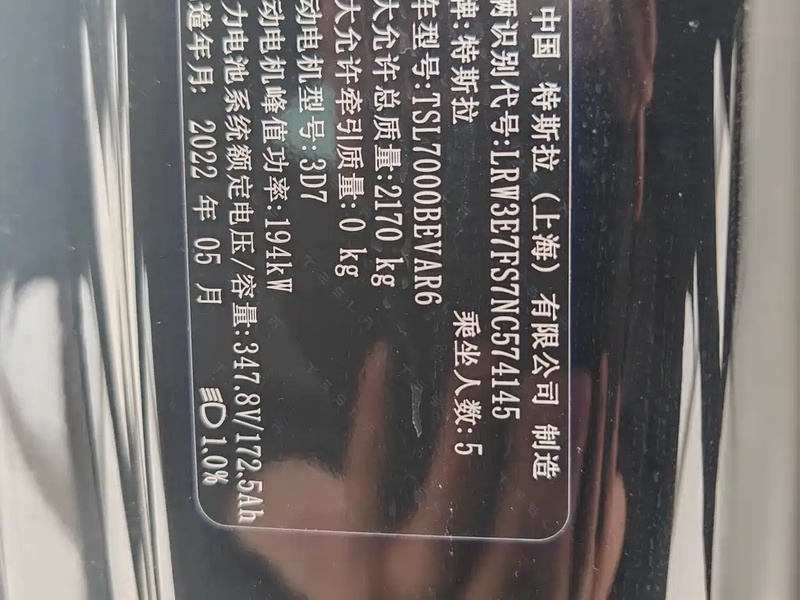 中国 特斯拉 (上海) 有限公司 制造
辆识别代号:LRW3E7FS7NC574145
牌:特斯拉 乘坐人数:5
车型号:TSL7000BEVAR6
大允许总质量:2170 kg
大允许牵引质量:0 kg
动电机型号:3D7
动电机峰值功率:194kW
力电池系统额定电压/容量:347.8V/172.5Ah
造年月: 2022 年 05 月 1.0%